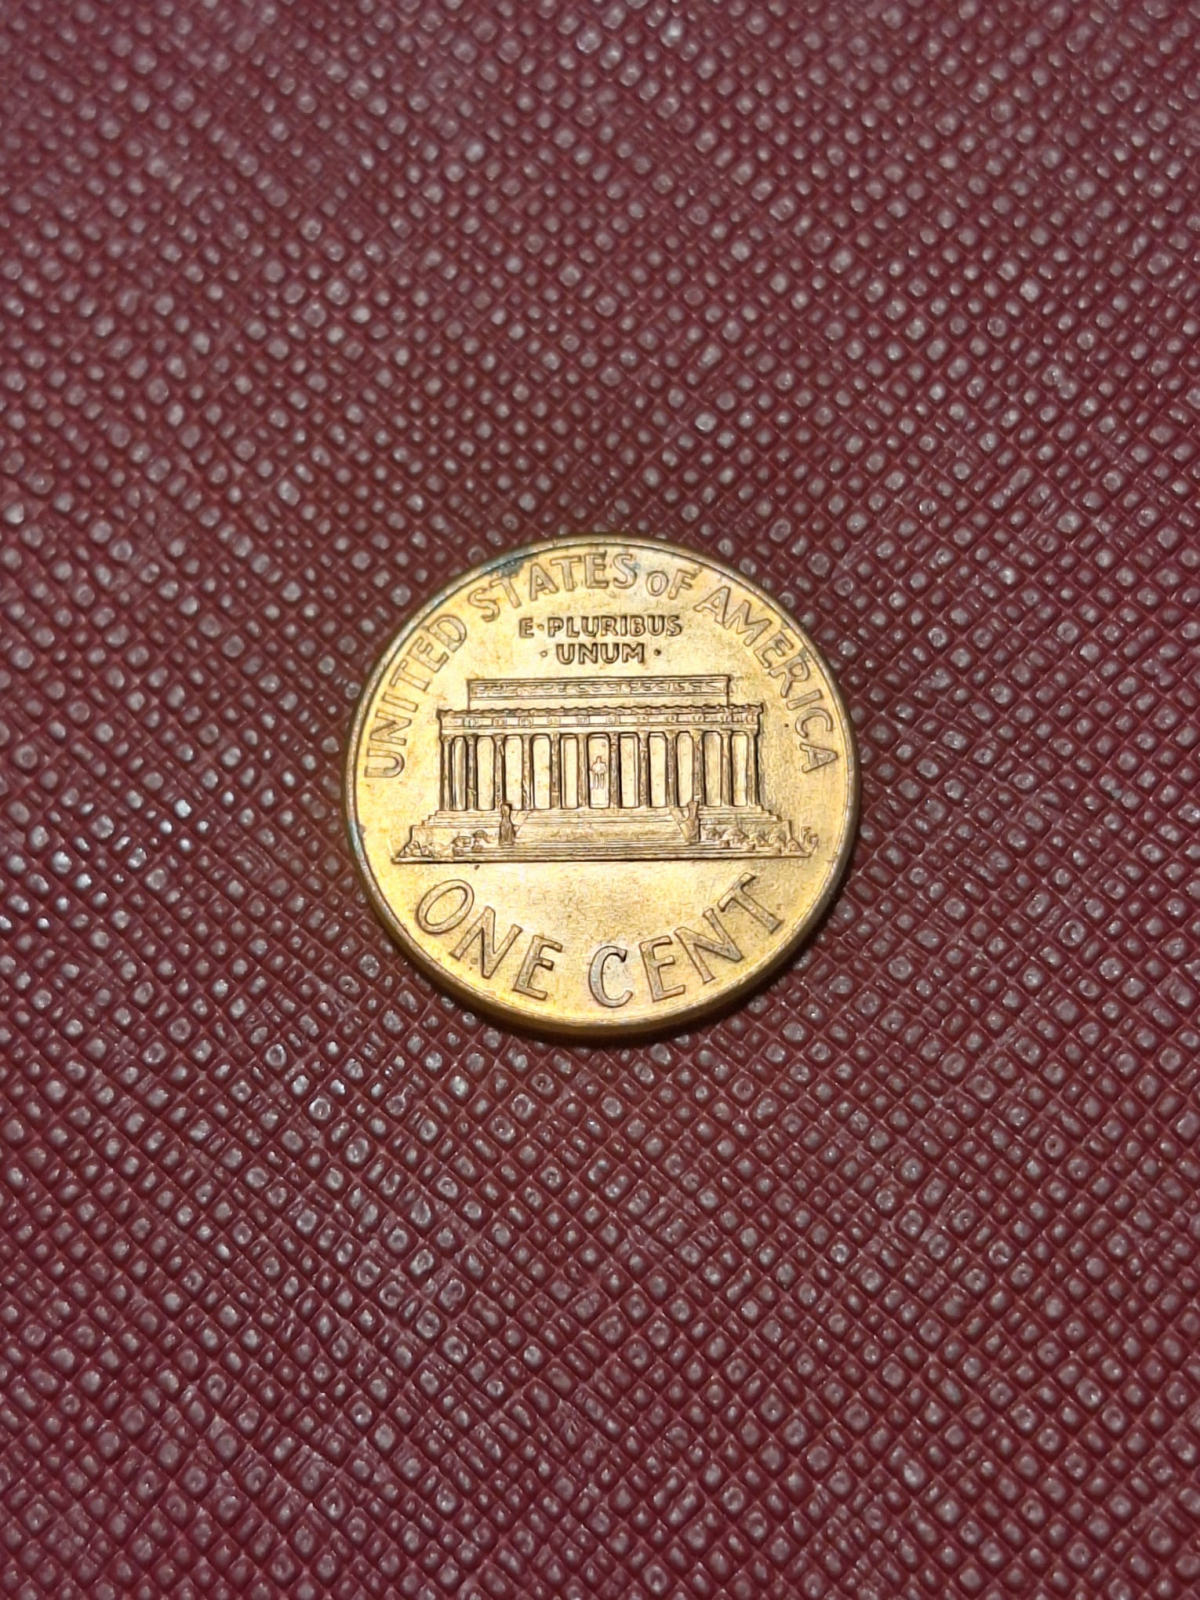 UNITED STATES OF AMERICA
E·PLURIBUS
·UNUM·
ONE CENT